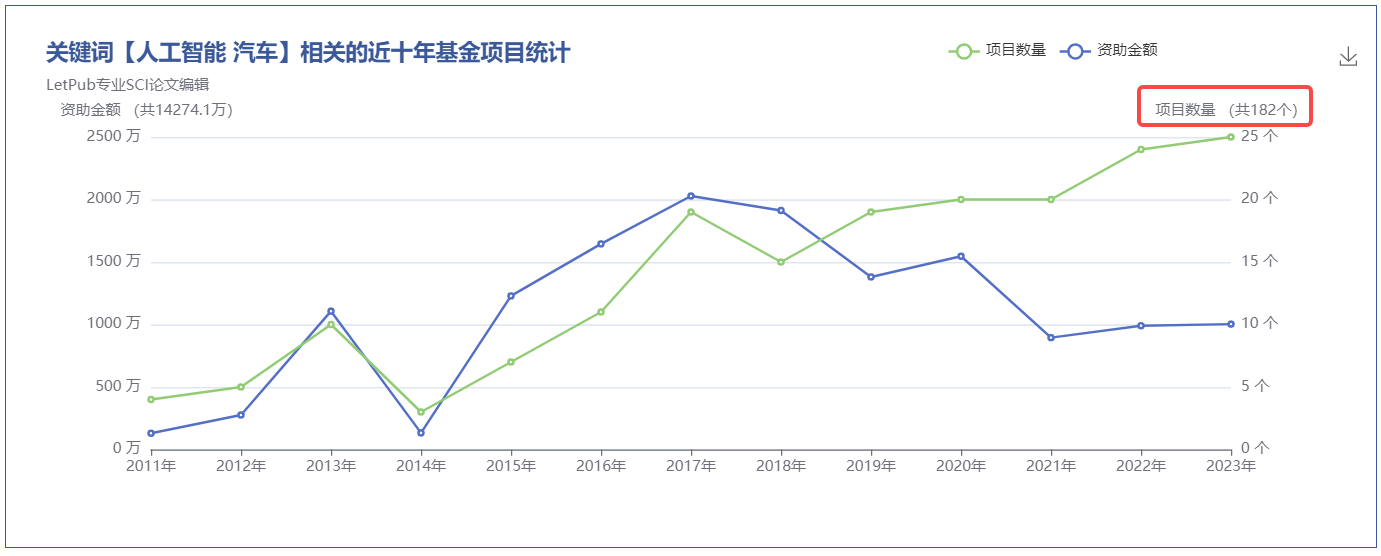 关键词【人工智能 汽车】相关的近十年基金项目统计
项目数量 资助金额
LetPub专业SCI论文编辑
资助金额 （共14274.1万） 项目数量 （共182个）
2500 万 25 个
2000 万 20 个
1500 万 15 个
1000 万 10 个
500 万 5 个
0 万 0 个
2011年 2012年 2013年 2014年 2015年 2016年 2017年 2018年 2019年 2020年 2021年 2022年 2023年